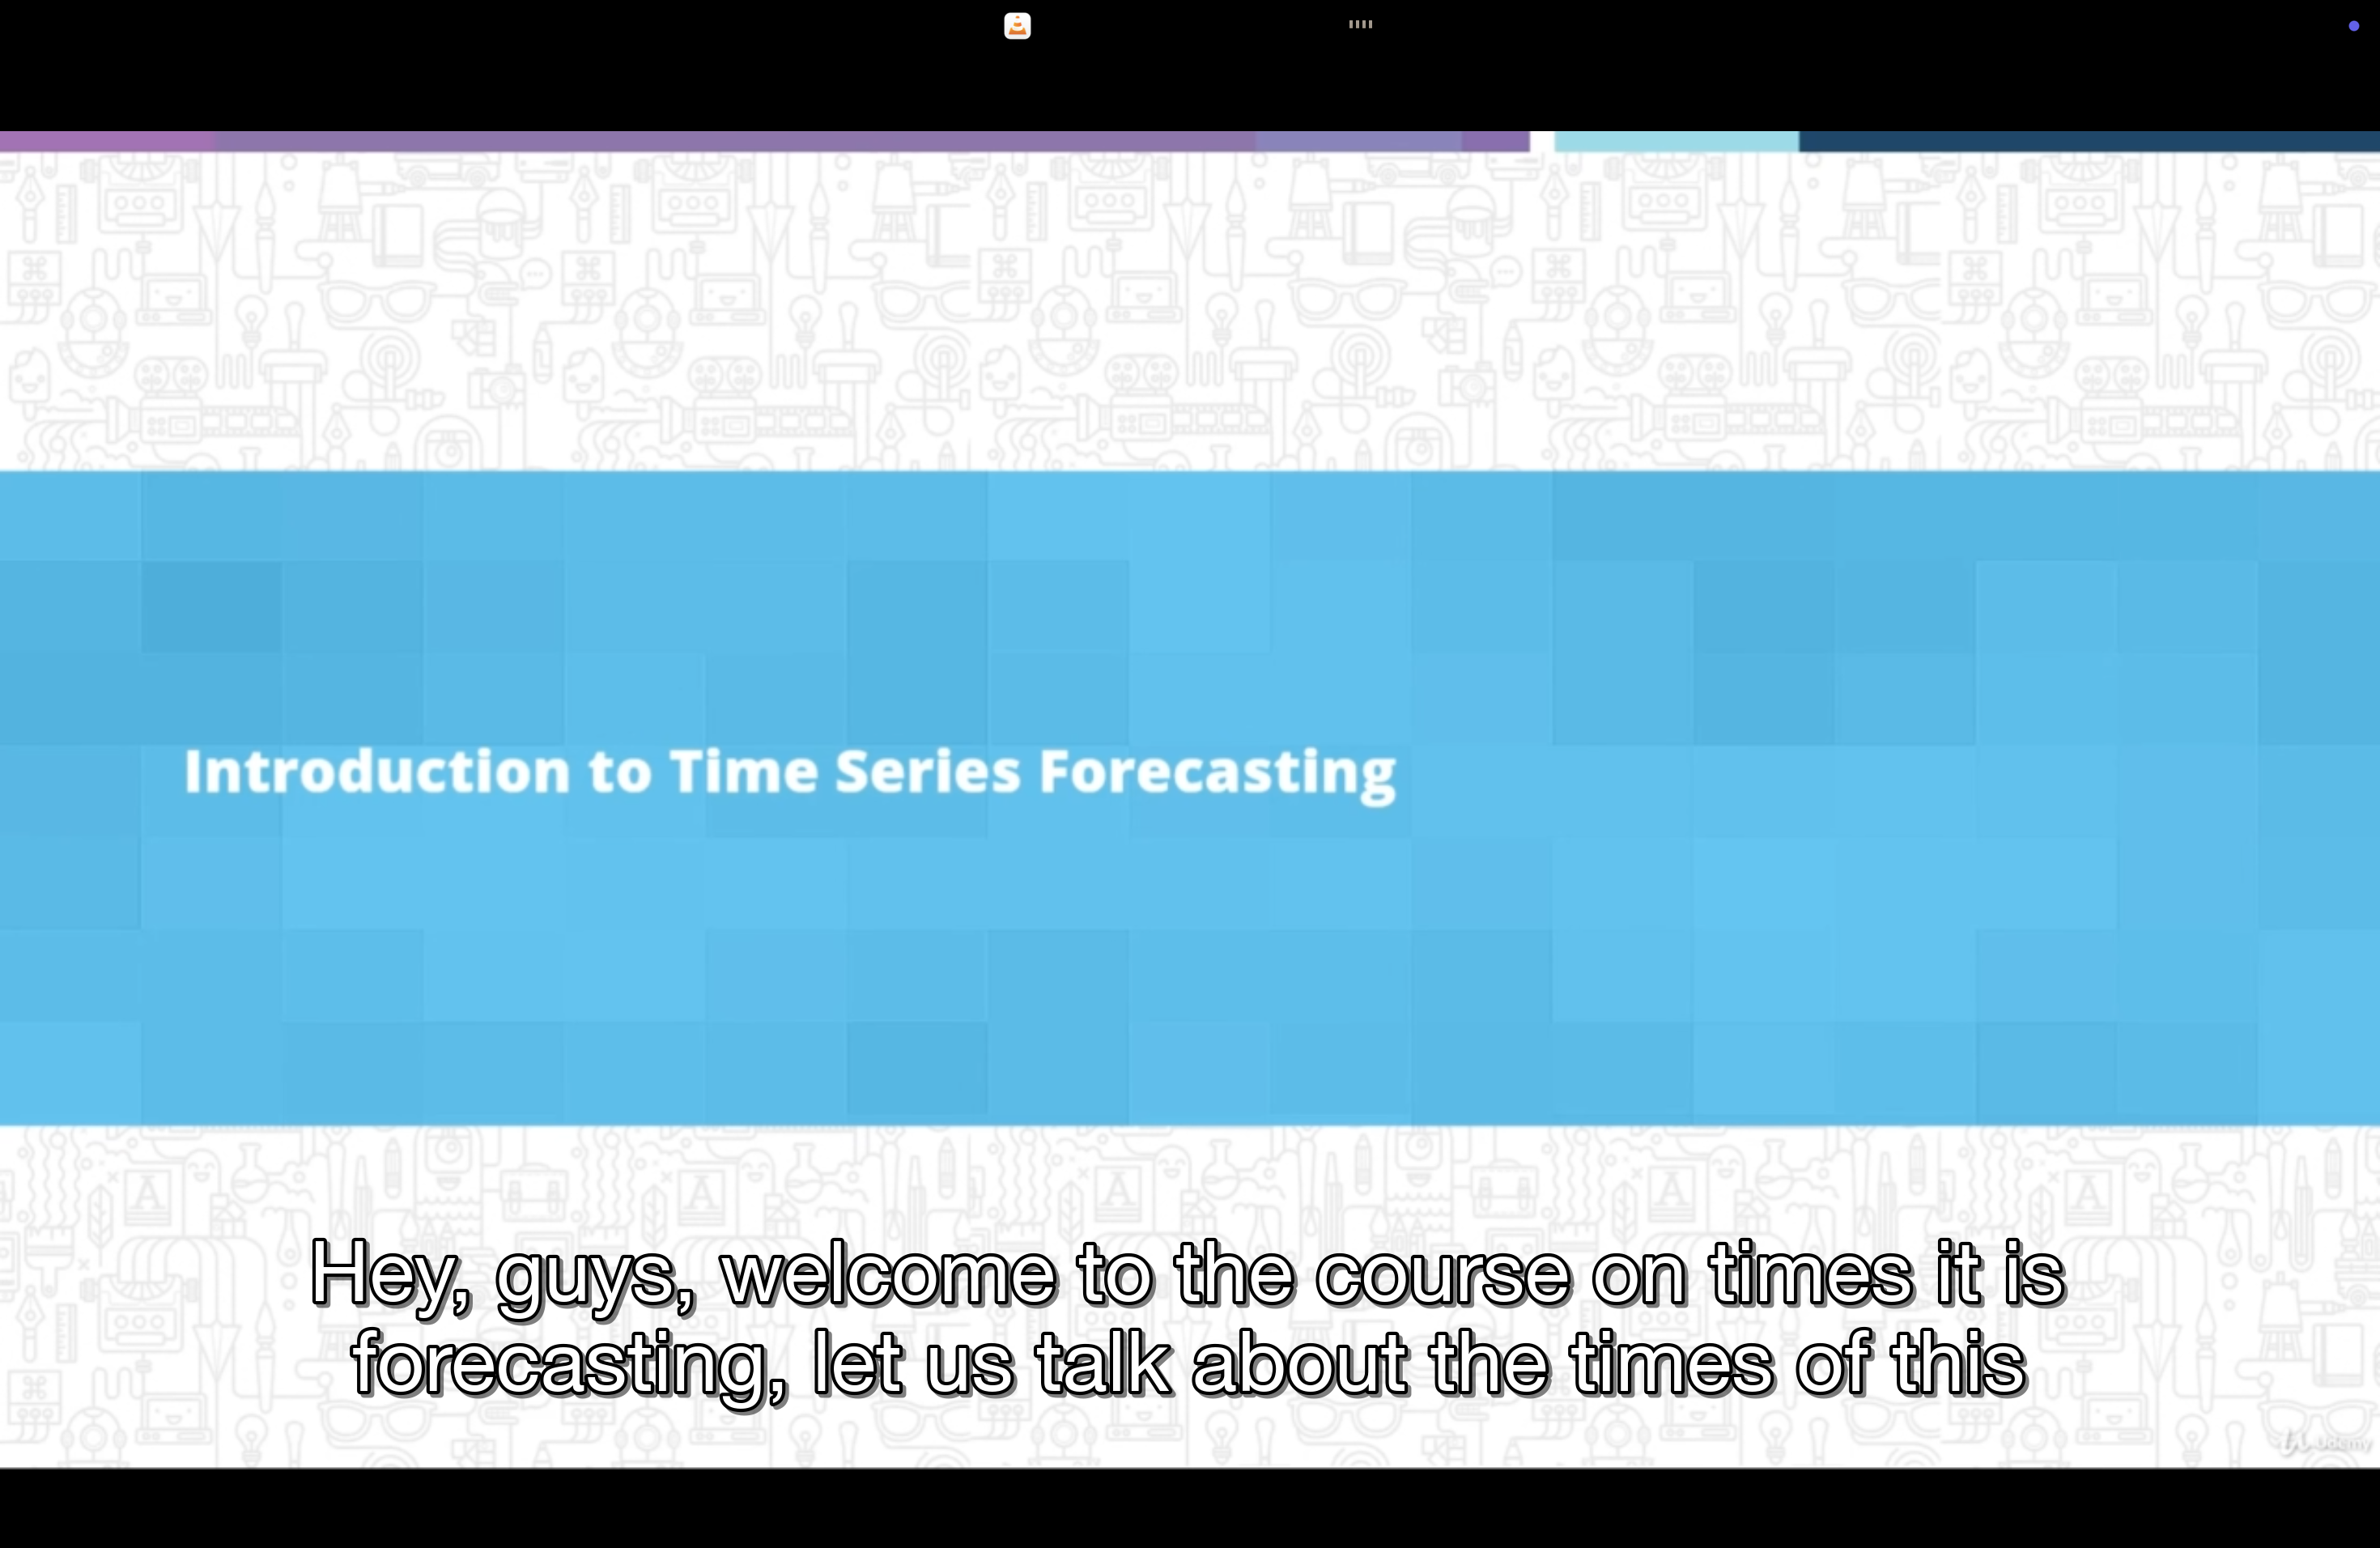 Introduction to Time Series Forecasting
A
A
A
A
A
Hey, guys, welcome to the course on times it is
forecasting, let us talk about the times of this
Udemy